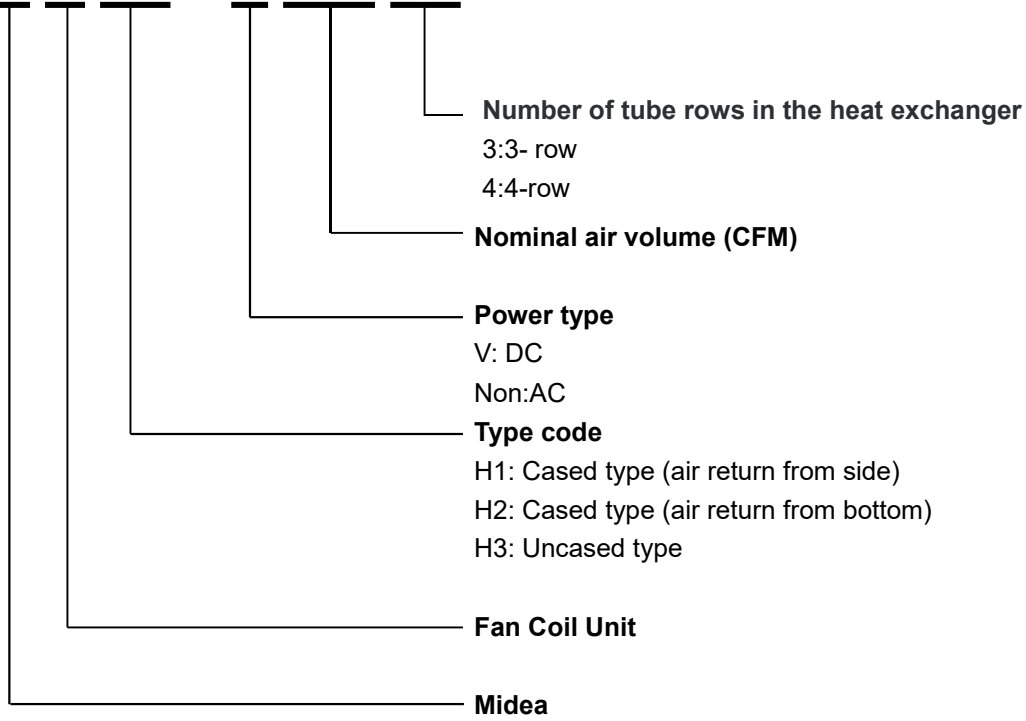 Number of tube rows in the heat exchanger
3:3- row
4:4-row
Nominal air volume (CFM)
Power type
V: DC
Non:AC
Type code
H1: Cased type (air return from side)
H2: Cased type (air return from bottom)
H3: Uncased type
Fan Coil Unit
Midea